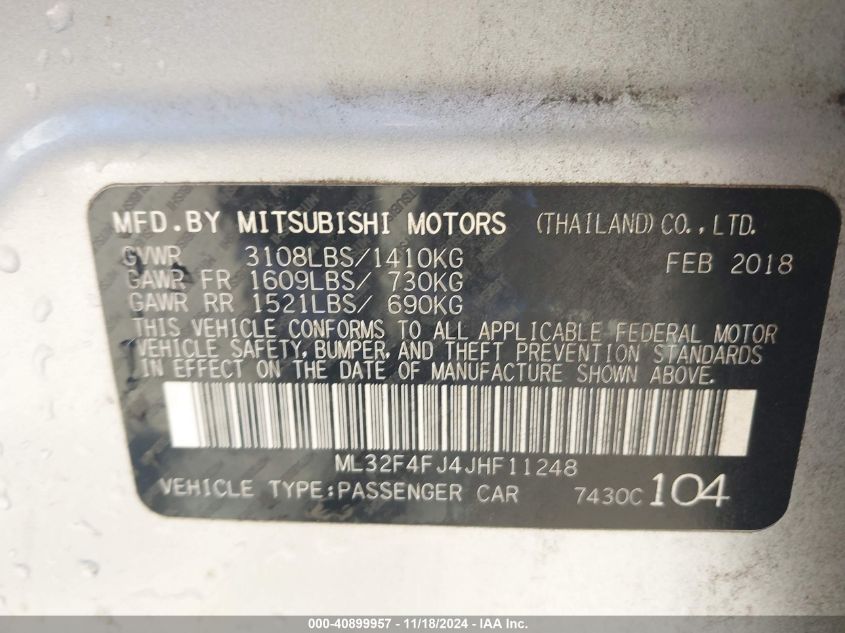 MFD.BY MITSUBISHI MOTORS (THAILAND) CO.,LTD.
GVWR 3108LBS/1410KG FEB 2018
GAWR FR 1609LBS/ 730KG
GAWR RR 1521LBS/ 690KG
THIS VEHICLE CONFORMS TO ALL APPLICABLE FEDERAL MOTOR
VEHICLE SAFETY, BUMPER, AND THEFT PREVENTION STANDARDS
IN EFFECT ON THE DATE OF MANUFACTURE SHOWN ABOVE.
ML32F4FJ4JHF11248
VEHICLE TYPE:PASSENGER CAR 7430C 104
000-40899957 - 11/18/2024 - IAAI.COM